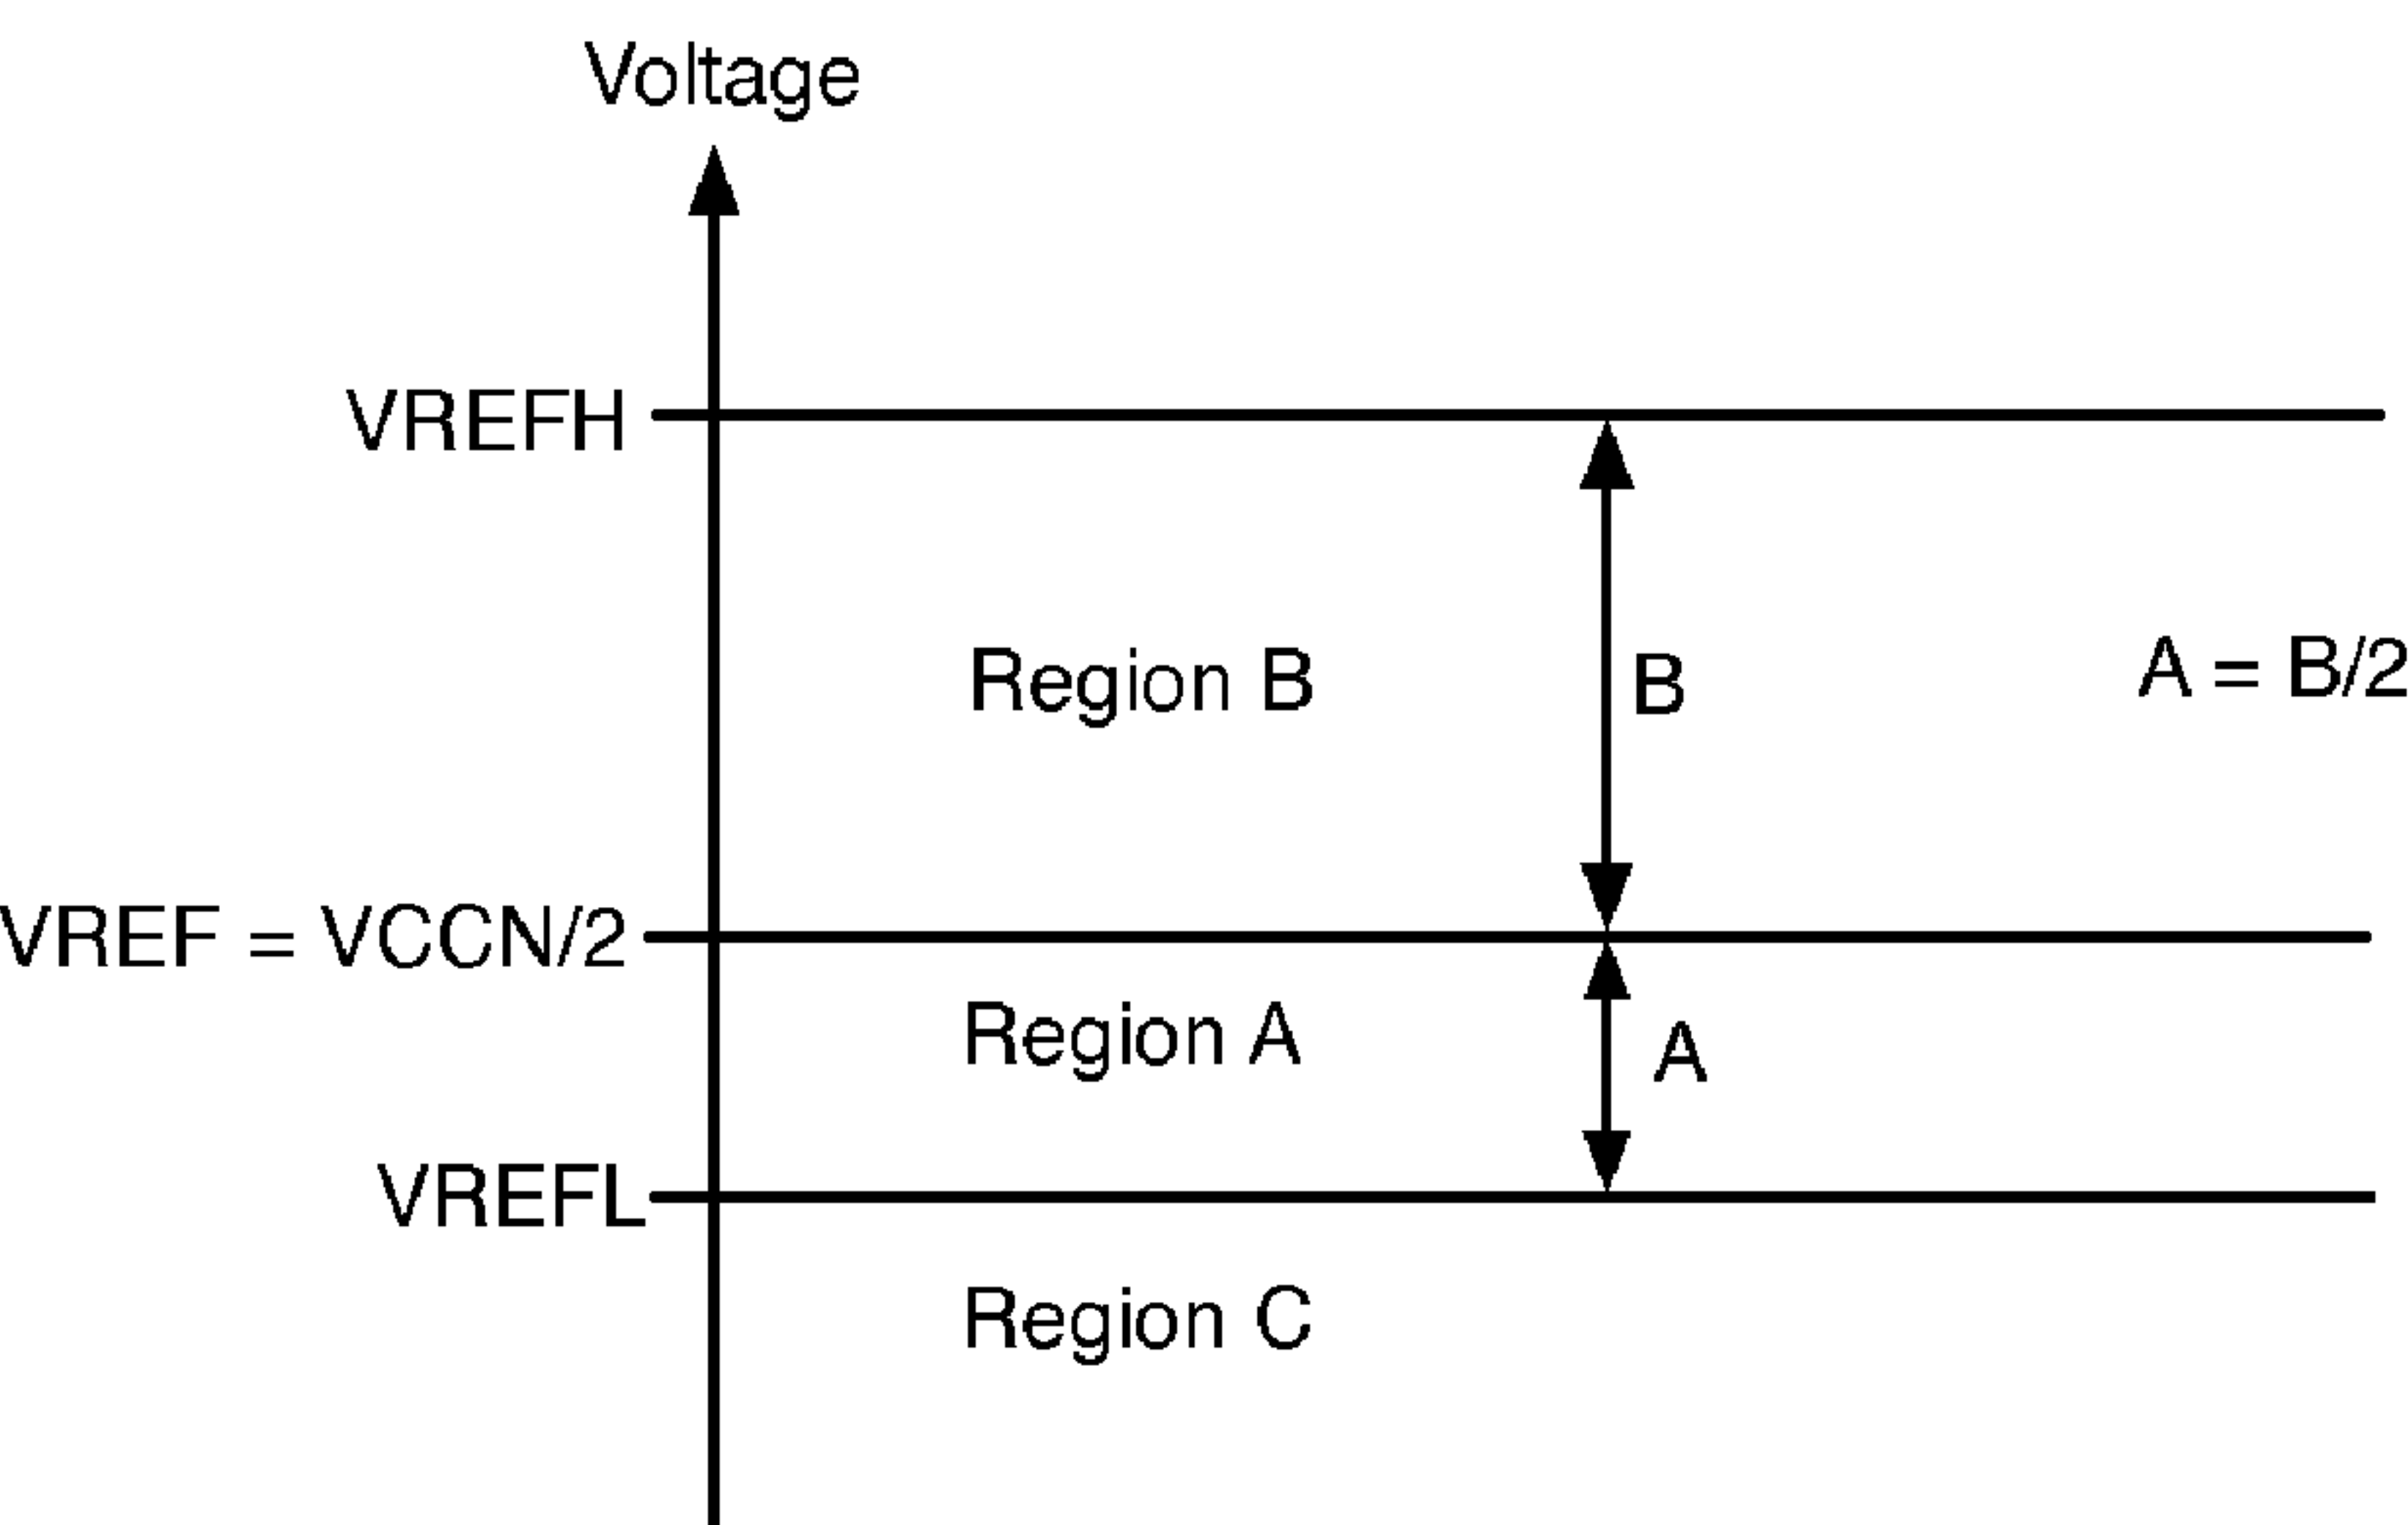 Voltage
VREFH
Region B
B
A = B/2
VREF = VCCN/2
Region A
A
VREFL
Region C